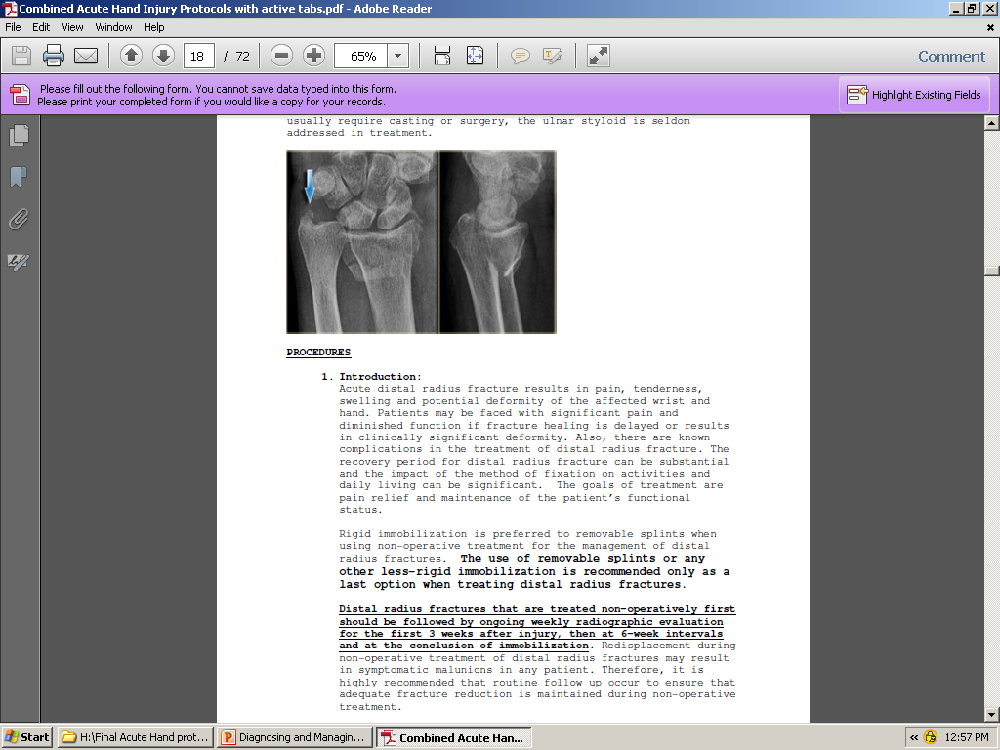 Combined Acute Hand Injury Protocols with active tabs.pdf - Adobe Reader
File Edit View Window Help
18 / 72 65% Comment
Please fill out the following form. You cannot save data typed into this form.
Please print your completed form if you would like a copy for your records.
Highlight Existing Fields
usually require casting or surgery, the ulnar styloid is seldom
addressed in treatment.
PROCEDURES
1. Introduction:
Acute distal radius fracture results in pain, tenderness,
swelling and potential deformity of the affected wrist and
hand. Patients may be faced with significant pain and
diminished function if fracture healing is delayed or results
in clinically significant deformity. Also, there are known
complications in the treatment of distal radius fracture. The
recovery period for distal radius fracture can be substantial
and the impact of the method of fixation on activities and
daily living can be significant. The goals of treatment are
pain relief and maintenance of the patient's functional
status.
Rigid immobilization is preferred to removable splints when
using non-operative treatment for the management of distal
radius fractures. The use of removable splints or any
other less-rigid immobilization is recommended only as a
last option when treating distal radius fractures.
Distal radius fractures that are treated non-operatively first
should be followed by ongoing weekly radiographic evaluation
for the first 3 weeks after injury, then at 6-week intervals
and at the conclusion of immobilization. Redisplacement during
non-operative treatment of distal radius fractures may result
in symptomatic malunions in any patient. Therefore, it is
highly recommended that routine follow up occur to ensure that
adequate fracture reduction is maintained during non-operative
treatment.
Start H:\Final Acute Hand prot... Diagnosing and Managin... Combined Acute Han... « 12:57 PM